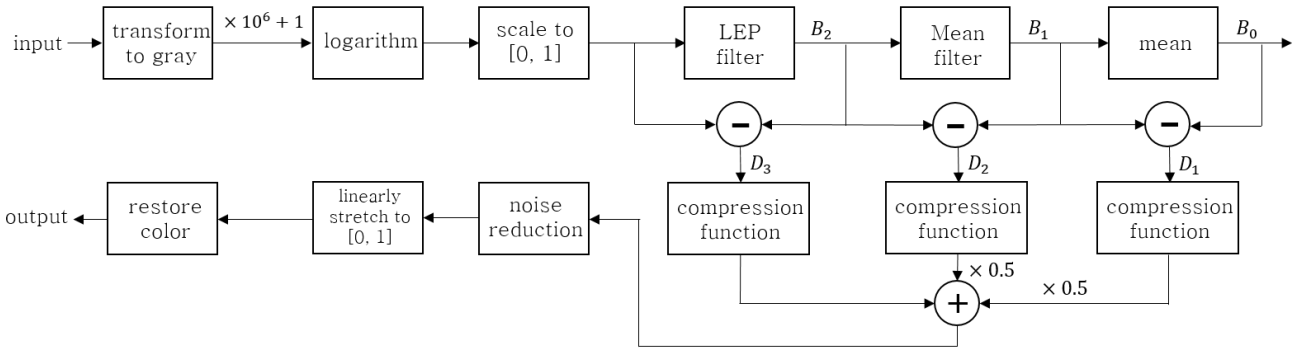 input
transform
to gray
× 10⁶ + 1
logarithm
scale to
[0, 1]
LEP
filter
B₂
Mean
filter
B₁
mean
B₀
−
−
−
D₃
D₂
D₁
output
restore
color
linearly
stretch to
[0, 1]
noise
reduction
compression
function
compression
function
compression
function
× 0.5
× 0.5
+